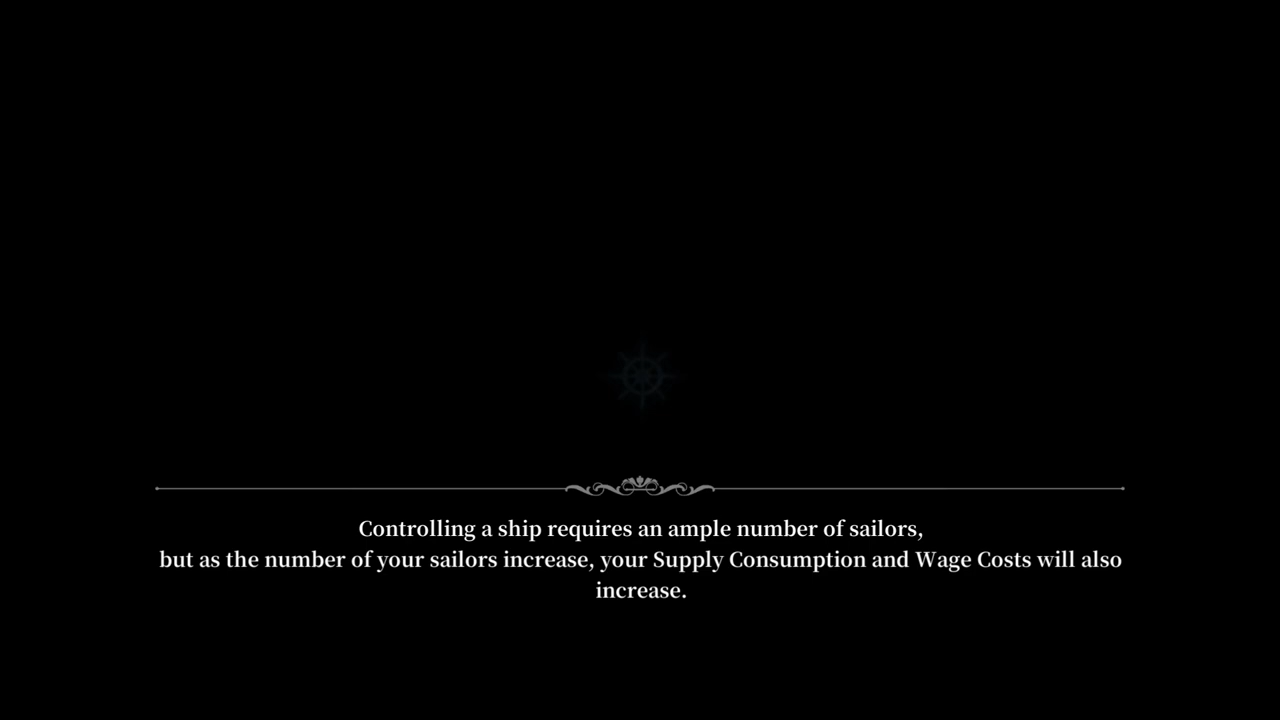 Controlling a ship requires an ample number of sailors,
but as the number of your sailors increase, your Supply Consumption and Wage Costs will also
increase.